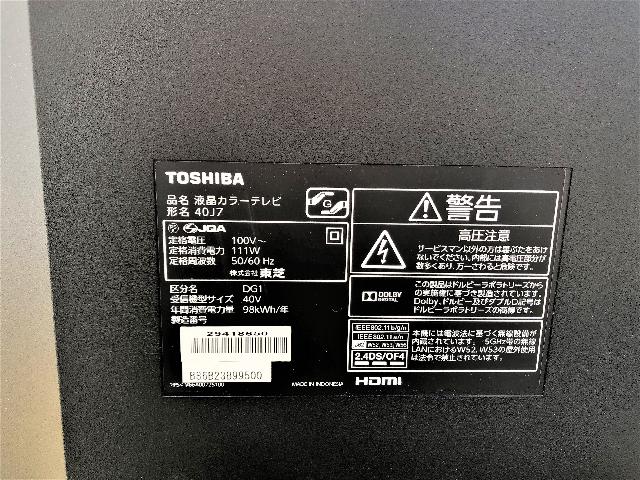 TOSHIBA
品名 液晶カラーテレビ
形名 40J7
G
JQA
定格電圧 100V~
定格消費電力 111W
定格周波数 50/60 Hz
株式会社 東芝
区分名 DG1
受信機型サイズ 40V
年間消費電力量 98kWh/年
製造番号
29418850
B86B23B99500
MADE IN INDONESIA
警告
高圧注意
サービスマン以外の方は裏ぶたをあけ
ないでください。内部には高電圧部分が
数多くあり、万一さわると危険です。
DOLBY
DIGITAL
この製品はドルビーラボラトリーズから
の実施権に基づき製造されています。
Dolby、ドルビー及びダブルD記号は
ドルビーラボラトリーズの商標です。
IEEE802.11b/g/n
IEEE802.11a/n
W52, W53, W56
2.4DS/OF4
本機には電波法に基づく無線設備が
内蔵されています。 5GHz帯の無線
LANにおけるW52、W53の屋外使用
は法令で禁止されています。
HDMI